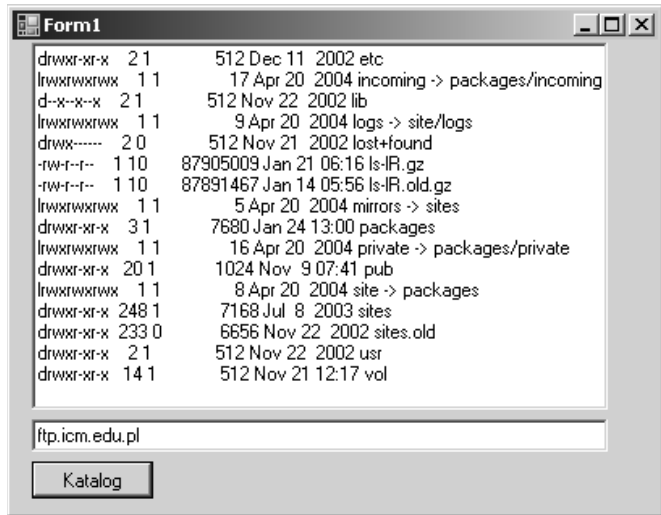 Form1
drwxr-xr-x 2 1 512 Dec 11 2002 etc
lrwxrwxrwx 1 1 17 Apr 20 2004 incoming -> packages/incoming
d--x--x--x 2 1 512 Nov 22 2002 lib
lrwxrwxrwx 1 1 9 Apr 20 2004 logs -> site/logs
drwx------ 2 0 512 Nov 21 2002 lost+found
-rw-r--r-- 1 10 87905009 Jan 21 06:16 ls-lR.gz
-rw-r--r-- 1 10 87891467 Jan 14 05:56 ls-lR.old.gz
lrwxrwxrwx 1 1 5 Apr 20 2004 mirrors -> sites
drwxr-xr-x 3 1 7680 Jan 24 13:00 packages
lrwxrwxrwx 1 1 16 Apr 20 2004 private -> packages/private
drwxr-xr-x 20 1 1024 Nov 9 07:41 pub
lrwxrwxrwx 1 1 8 Apr 20 2004 site -> packages
drwxr-xr-x 248 1 7168 Jul 8 2003 sites
drwxr-xr-x 233 0 6656 Nov 22 2002 sites.old
drwxr-xr-x 2 1 512 Nov 22 2002 usr
drwxr-xr-x 14 1 512 Nov 21 12:17 vol
ftp.icm.edu.pl
Katalog